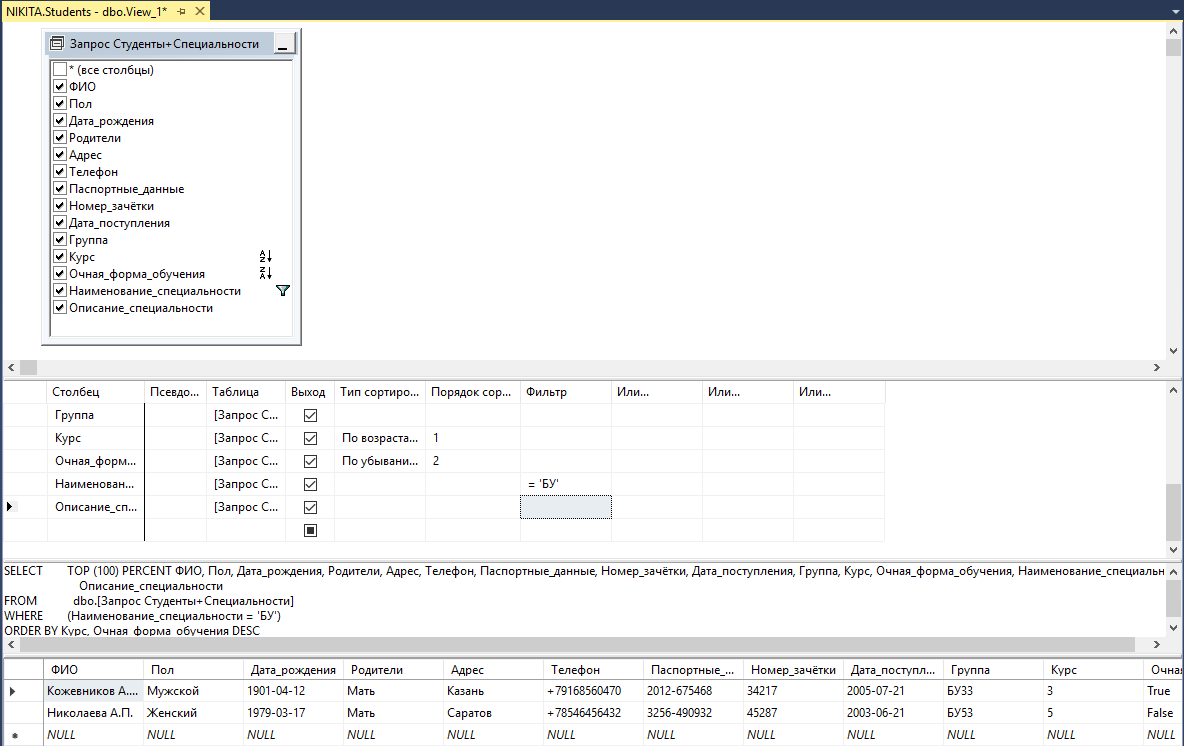 NIKITA.Students - dbo.View_1*
Запрос Студенты+Специальности
* (все столбцы)
ФИО
Пол
Дата_рождения
Родители
Адрес
Телефон
Паспортные_данные
Номер_зачётки
Дата_поступления
Группа
Курс
Очная_форма_обучения
Наименование_специальности
Описание_специальности
Столбец Псевдо... Таблица Выход Тип сортиро... Порядок сор... Фильтр Или... Или... Или...
Группа [Запрос С...
Курс [Запрос С... По возраста... 1
Очная_форм... [Запрос С... По убывани... 2
Наименован... [Запрос С... = 'БУ'
Описание_сп... [Запрос С...
SELECT TOP (100) PERCENT ФИО, Пол, Дата_рождения, Родители, Адрес, Телефон, Паспортные_данные, Номер_зачётки, Дата_поступления, Группа, Курс, Очная_форма_обучения, Наименование_специальн
Описание_специальности
FROM dbo.[Запрос Студенты+Специальности]
WHERE (Наименование_специальности = 'БУ')
ORDER BY Курс, Очная_форма_обучения DESC
ФИО Пол Дата_рождения Родители Адрес Телефон Паспортные_... Номер_зачётки Дата_поступл... Группа Курс Очна
Кожевников А.... Мужской 1901-04-12 Мать Казань +79168560470 2012-675468 34217 2005-07-21 БУ33 3 True
Николаева А.П. Женский 1979-03-17 Мать Саратов +78546456432 3256-490932 45287 2003-06-21 БУ53 5 False
NULL NULL NULL NULL NULL NULL NULL NULL NULL NULL NULL NULL